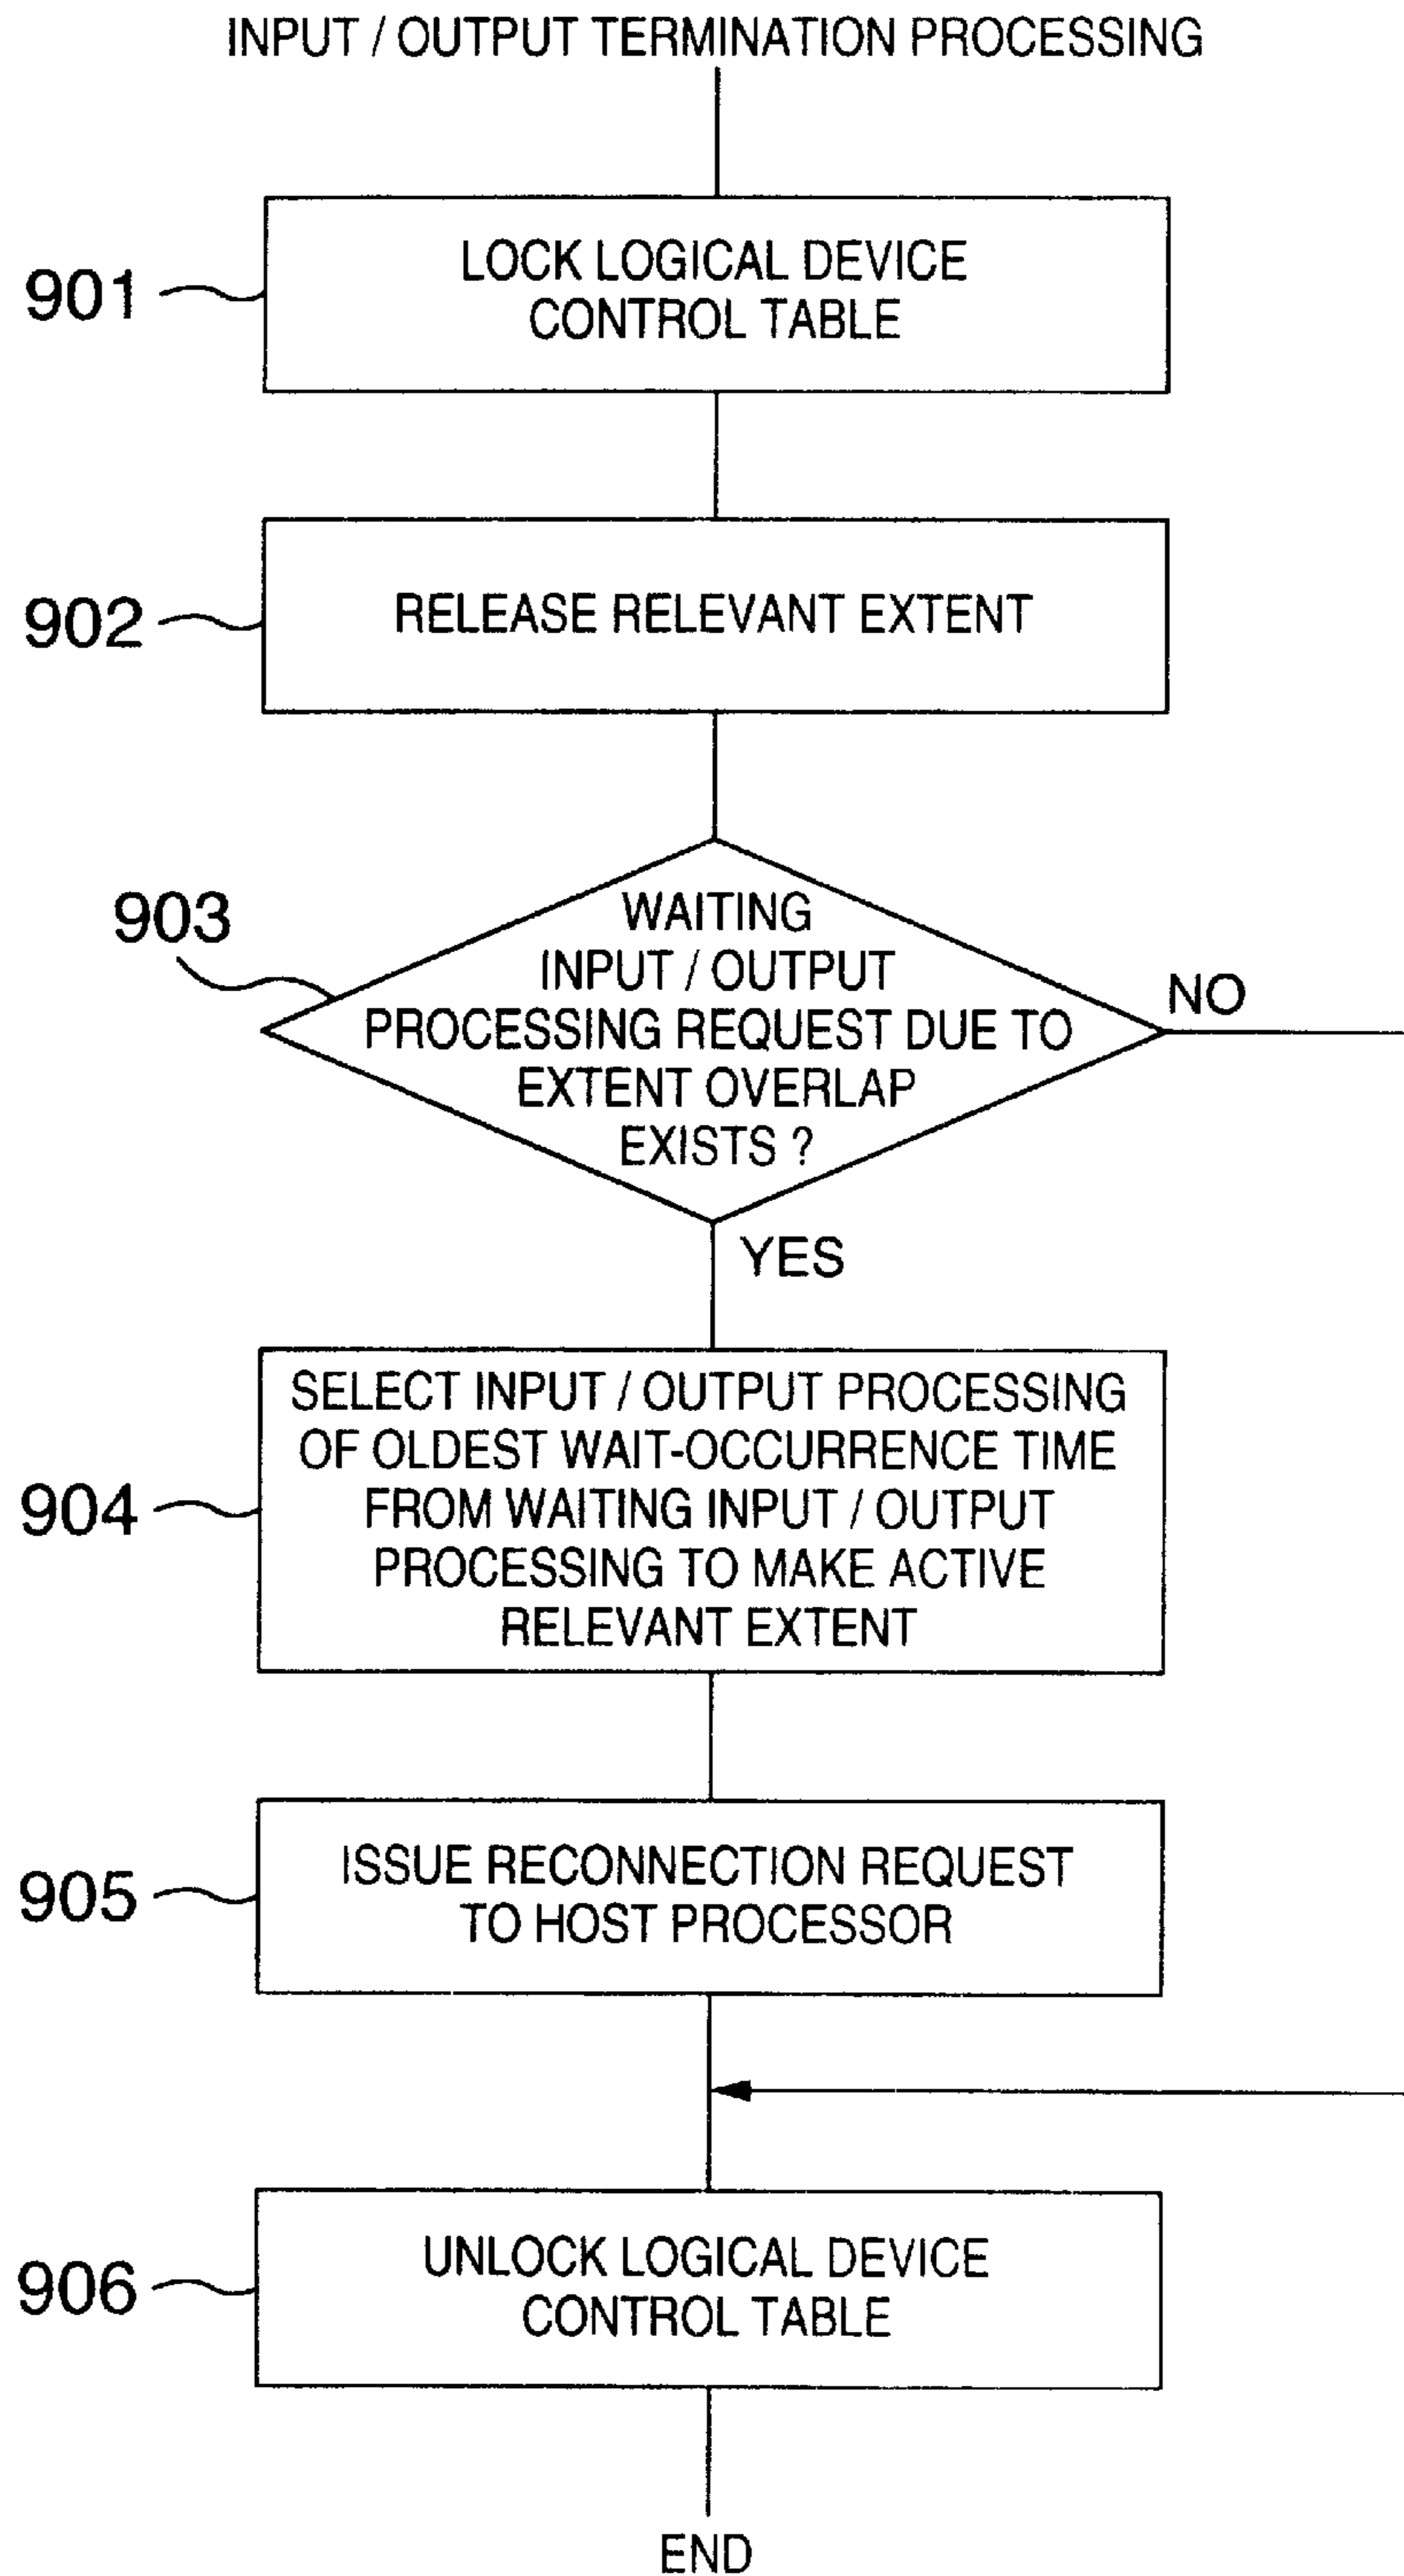 INPUT / OUTPUT TERMINATION PROCESSING
901
LOCK LOGICAL DEVICE
CONTROL TABLE
902
RELEASE RELEVANT EXTENT
903
WAITING
INPUT / OUTPUT
PROCESSING REQUEST DUE TO
EXTENT OVERLAP
EXISTS ?
NO
YES
904
SELECT INPUT / OUTPUT PROCESSING
OF OLDEST WAIT-OCCURRENCE TIME
FROM WAITING INPUT / OUTPUT
PROCESSING TO MAKE ACTIVE
RELEVANT EXTENT
905
ISSUE RECONNECTION REQUEST
TO HOST PROCESSOR
906
UNLOCK LOGICAL DEVICE
CONTROL TABLE
END